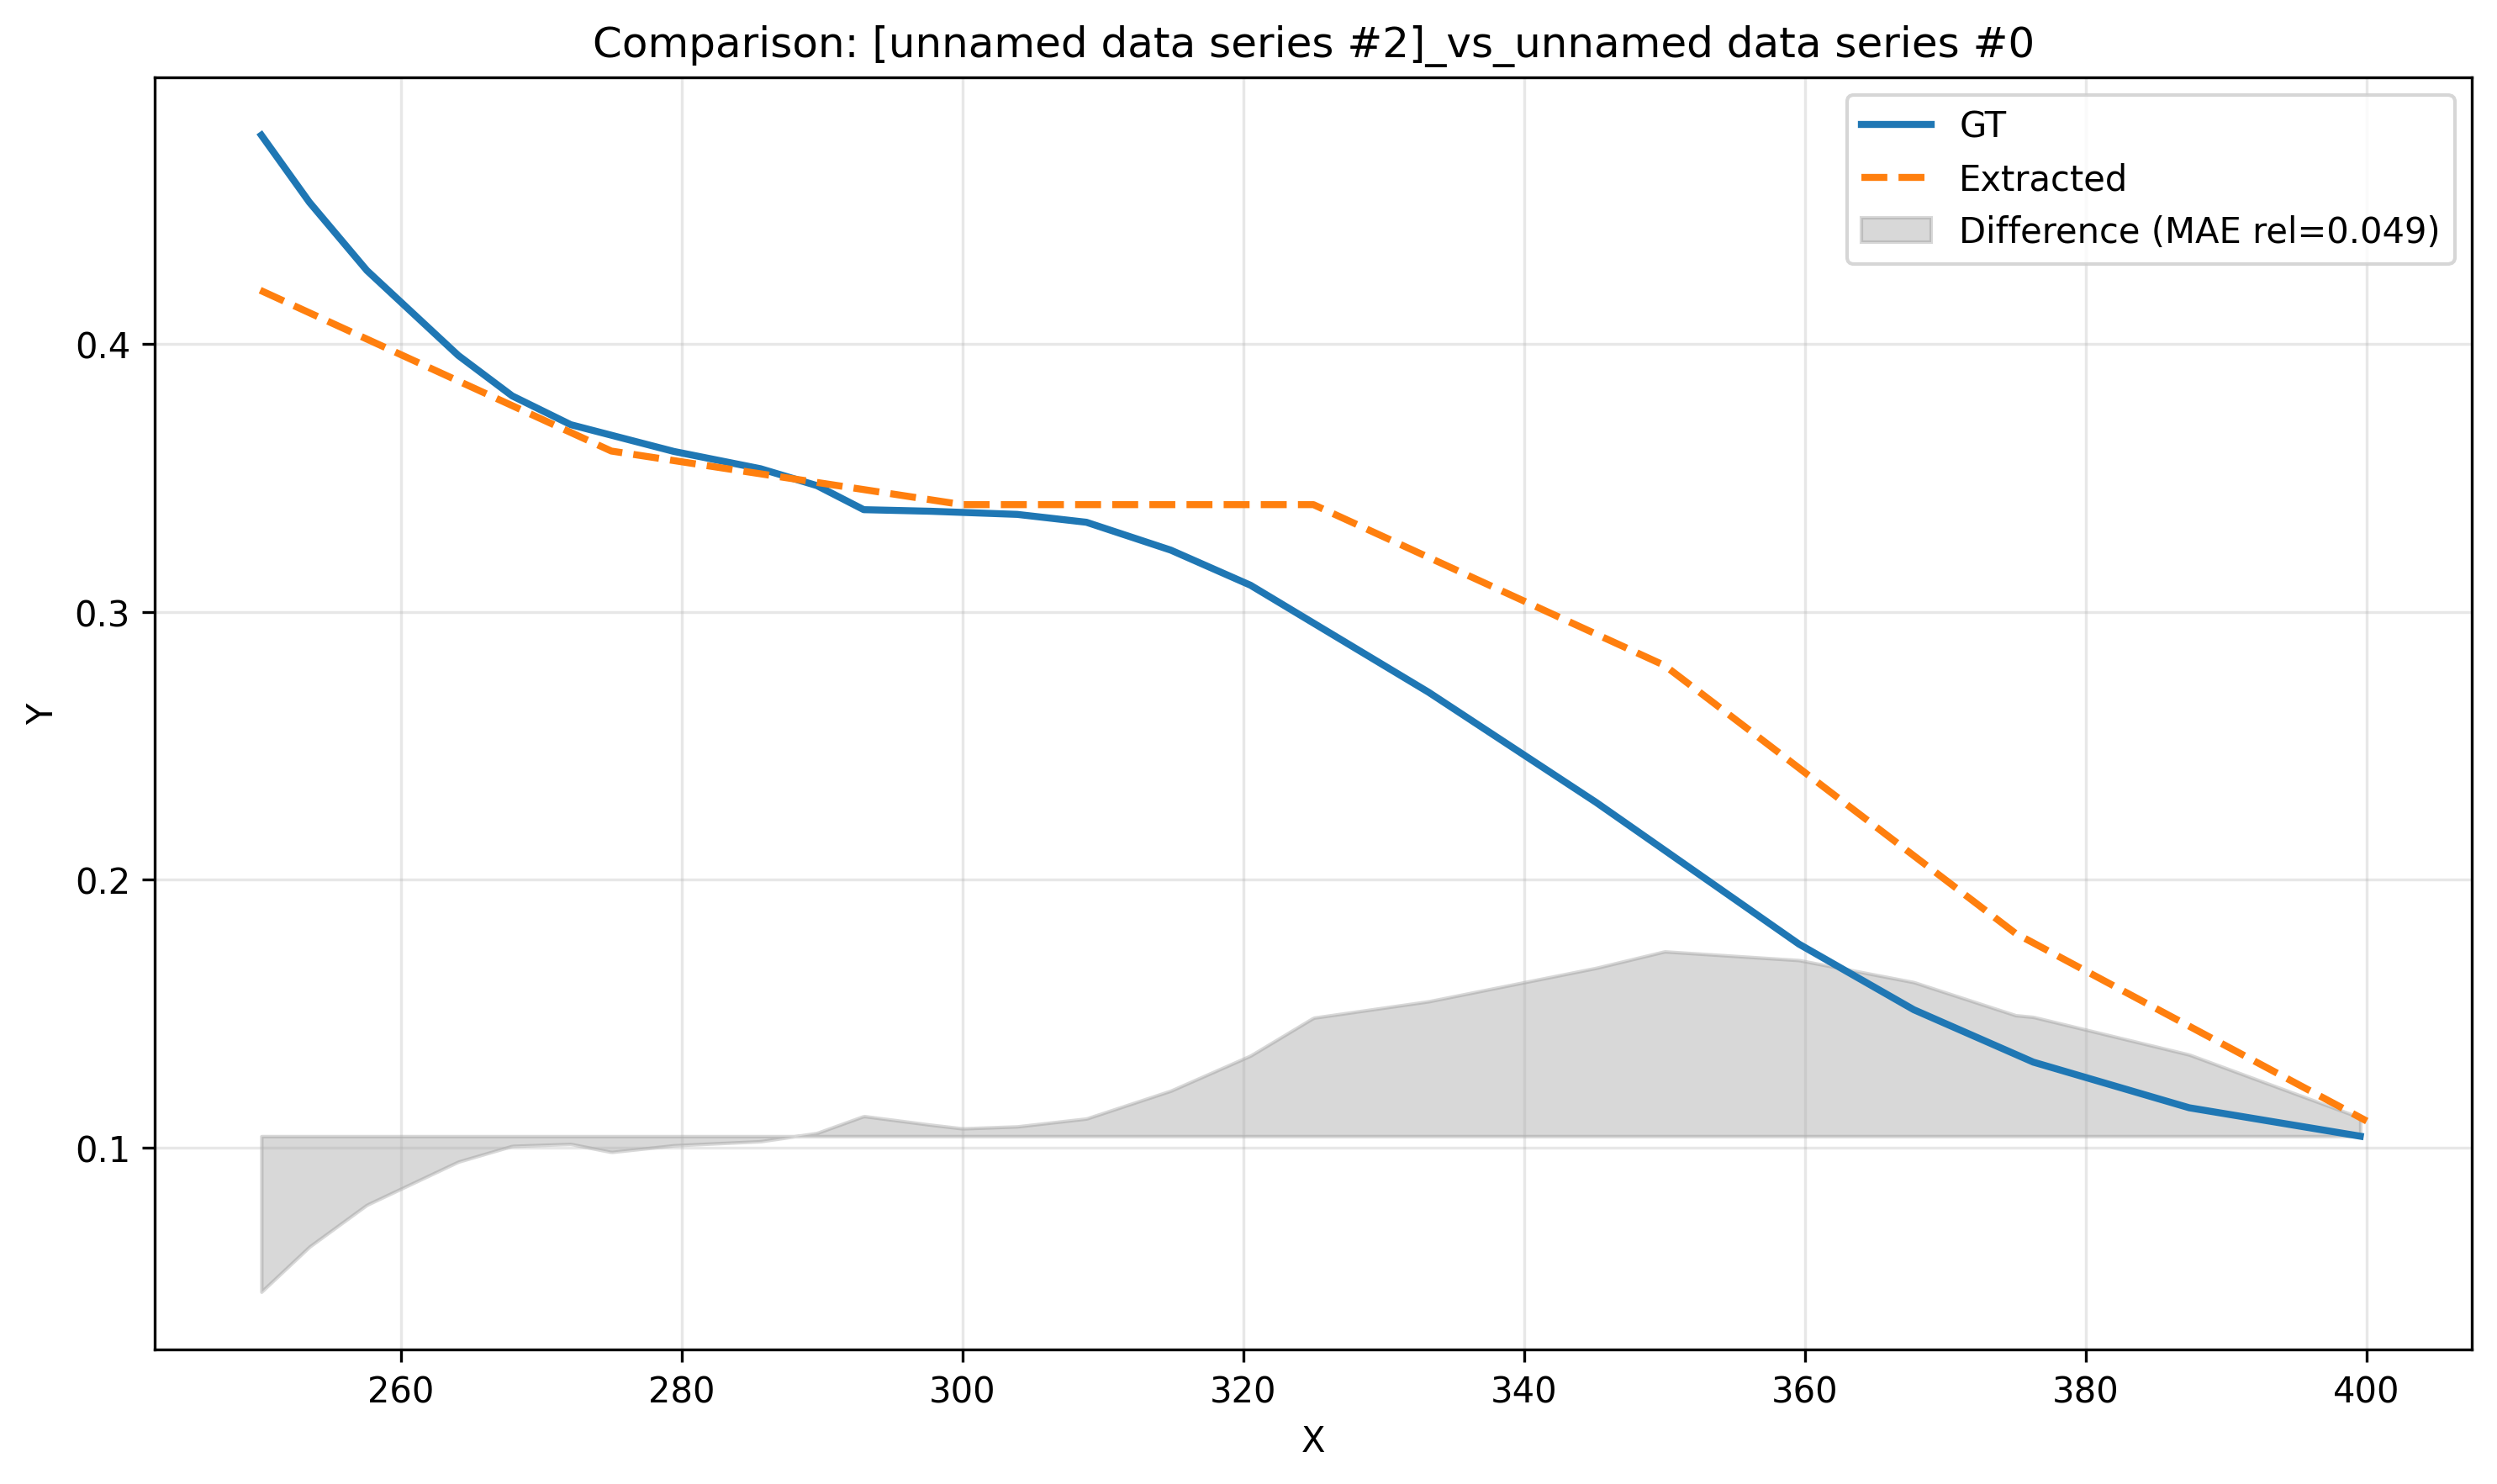 Comparison: [unnamed data series #2]_vs_unnamed data series #0
GT
Extracted
Difference (MAE rel=0.049)
0.4
0.3
0.2
0.1
Y
260 280 300 320 340 360 380 400
X